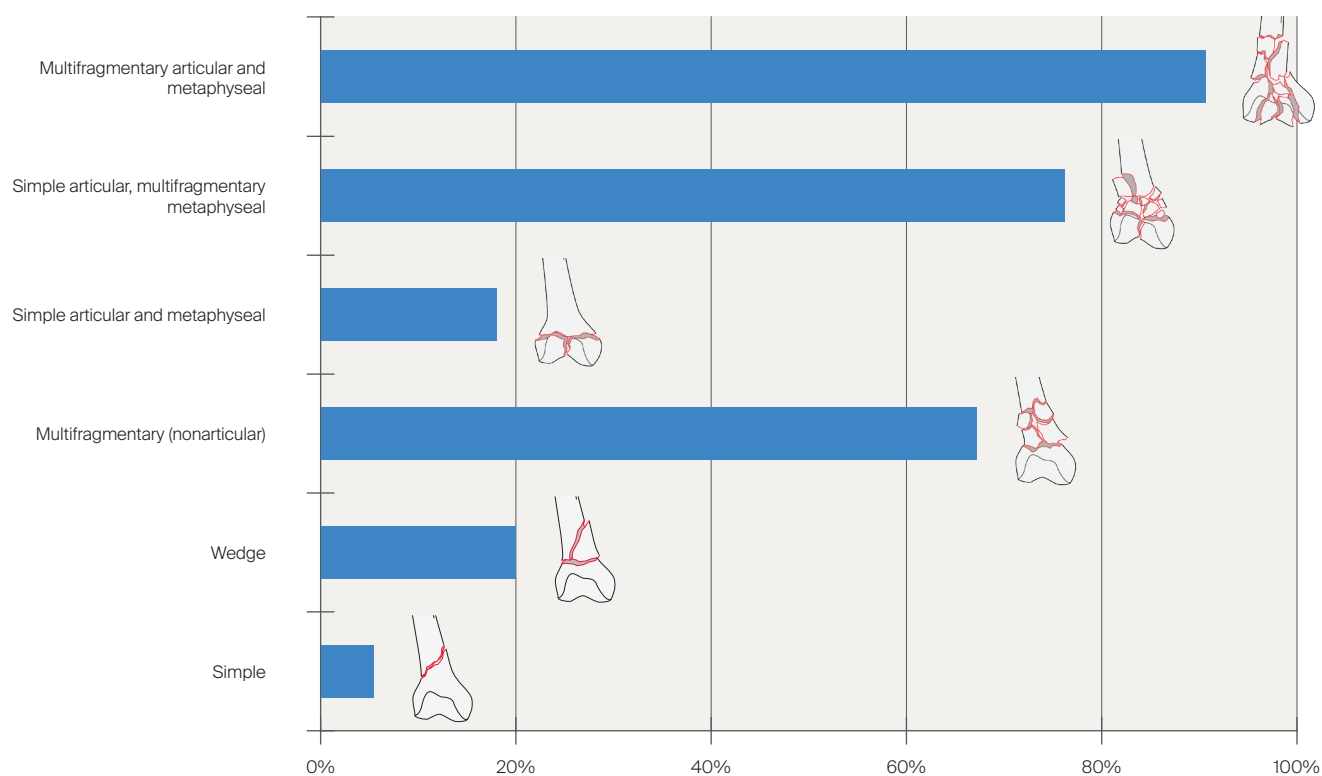 Multifragmentary articular and
metaphyseal
Simple articular, multifragmentary
metaphyseal
Simple articular and metaphyseal
Multifragmentary (nonarticular)
Wedge
Simple
0% 20% 40% 60% 80% 100%